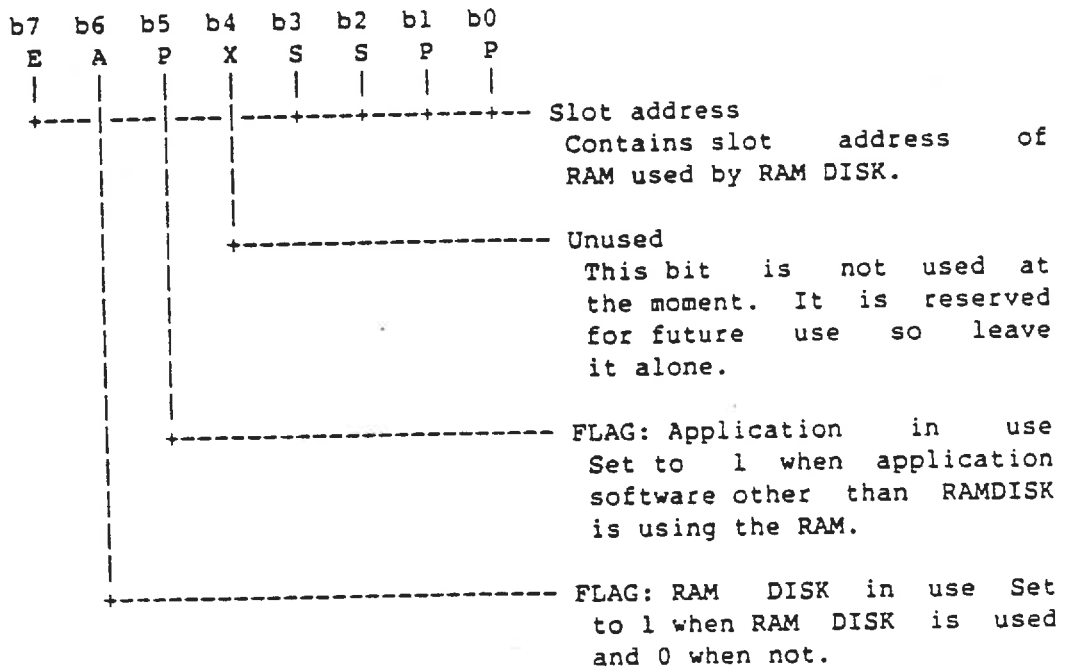 b7 b6 b5 b4 b3 b2 b1 b0
E A P X S S P P
Slot address
Contains slot address of
RAM used by RAM DISK.
Unused
This bit is not used at
the moment. It is reserved
for future use so leave
it alone.
FLAG: Application in use
Set to 1 when application
software other than RAMDISK
is using the RAM.
FLAG: RAM DISK in use Set
to 1 when RAM DISK is used
and 0 when not.